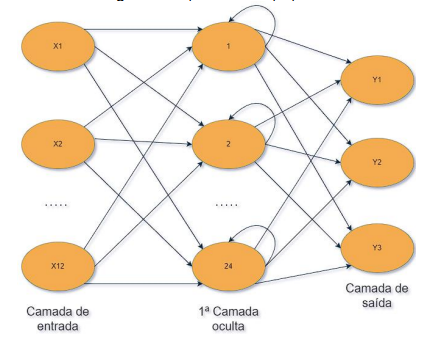 X1
1
Y1
X2
2
Y2
.....
.....
X12
24
Y3
Camada de
entrada
1ª Camada
oculta
Camada de
saída